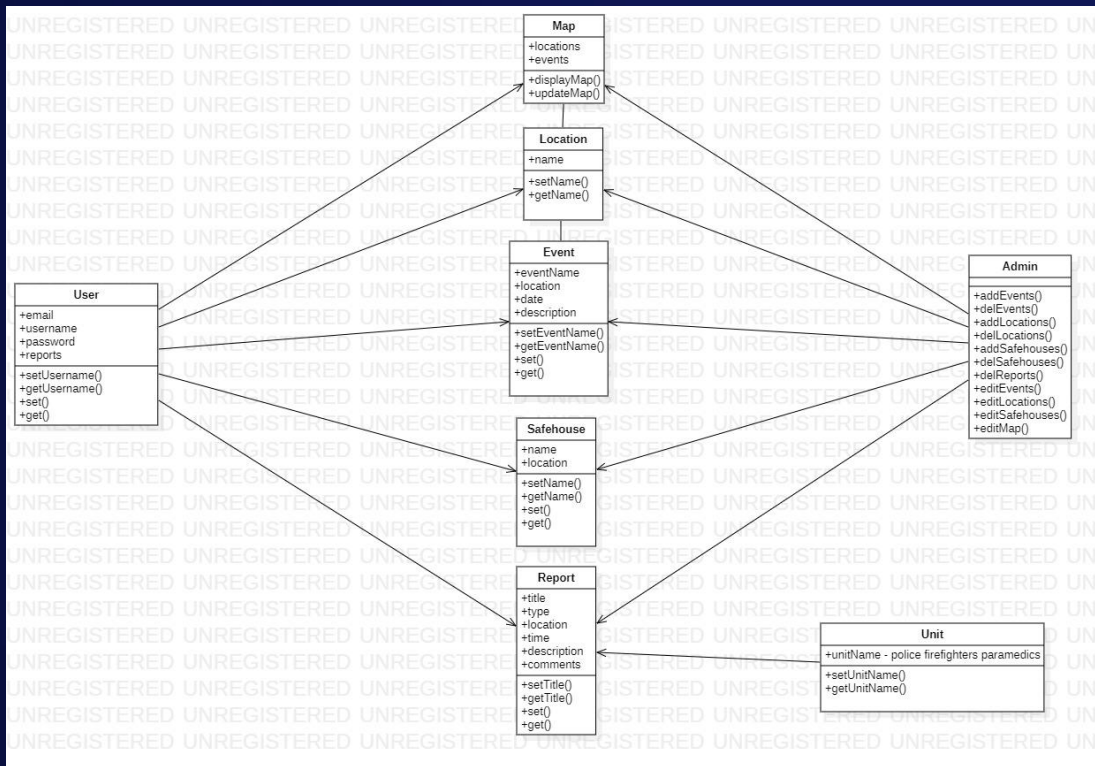 Map
+locations
+events
+displayMap()
+updateMap()
Location
+name
+setName()
+getName()
Event
+eventName
+location
+date
+description
+setEventName()
+getEventName()
+set()
+get()
User
+email
+username
+password
+reports
+setUsername()
+getUsername()
+set()
+get()
Admin
+addEvents()
+delEvents()
+addLocations()
+delLocations()
+addSafehouses()
+delSafehouses()
+delReports()
+editEvents()
+editLocations()
+editSafehouses()
+editMap()
Safehouse
+name
+location
+setName()
+getName()
+set()
+get()
Report
+title
+type
+location
+time
+description
+comments
+setTitle()
+getTitle()
+set()
+get()
Unit
+unitName - police firefighters paramedics
+setUnitName()
+getUnitName()
UNREGISTERED